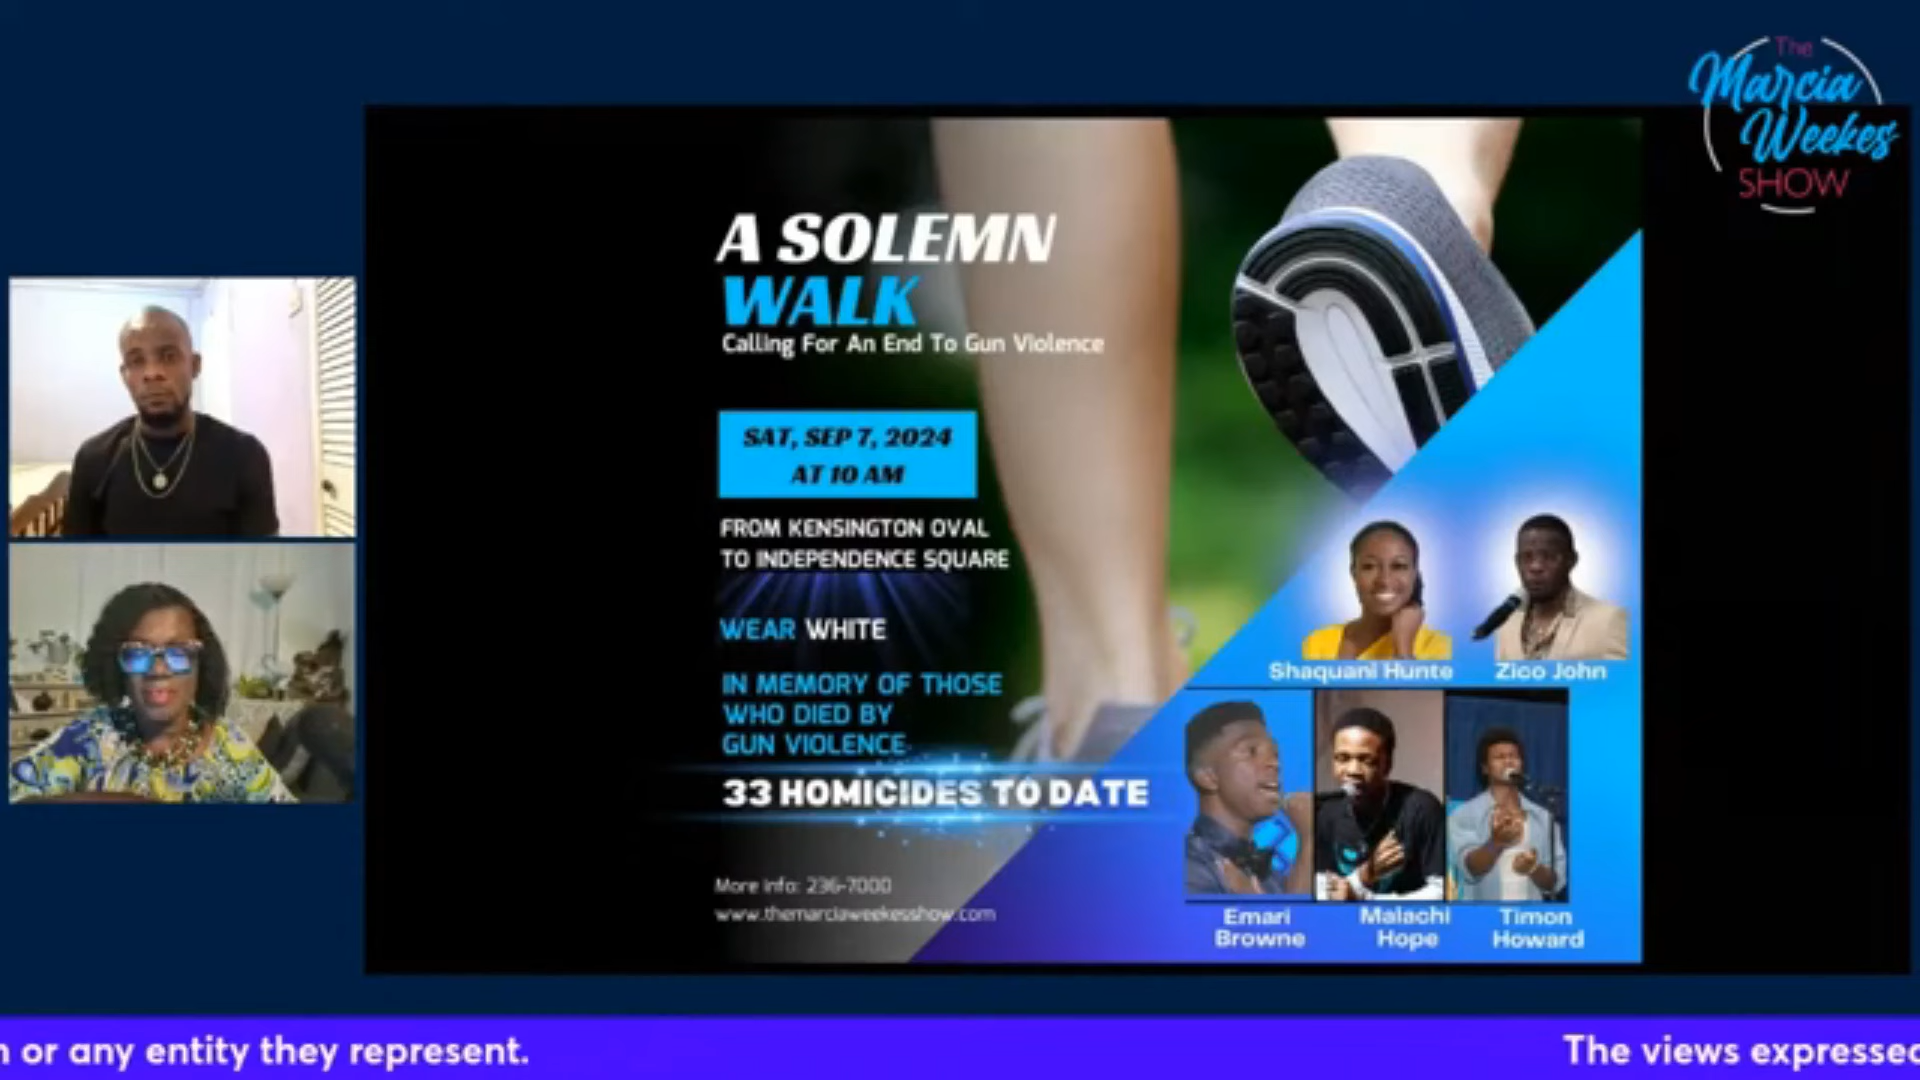 The
Marcia
Weekes
SHOW
A SOLEMN
WALK
Calling For An End To Gun Violence
SAT, SEP 7, 2024
AT 10 AM
FROM KENSINGTON OVAL
TO INDEPENDENCE SQUARE
WEAR WHITE
IN MEMORY OF THOSE
WHO DIED BY
GUN VIOLENCE
33 HOMICIDES TO DATE
More info: 236-7000
www.themarciaweekesshow.com
Shaquani Hunte
Zico John
Emari
Browne
Malachi
Hope
Timon
Howard
n or any entity they represent.
The views expressed